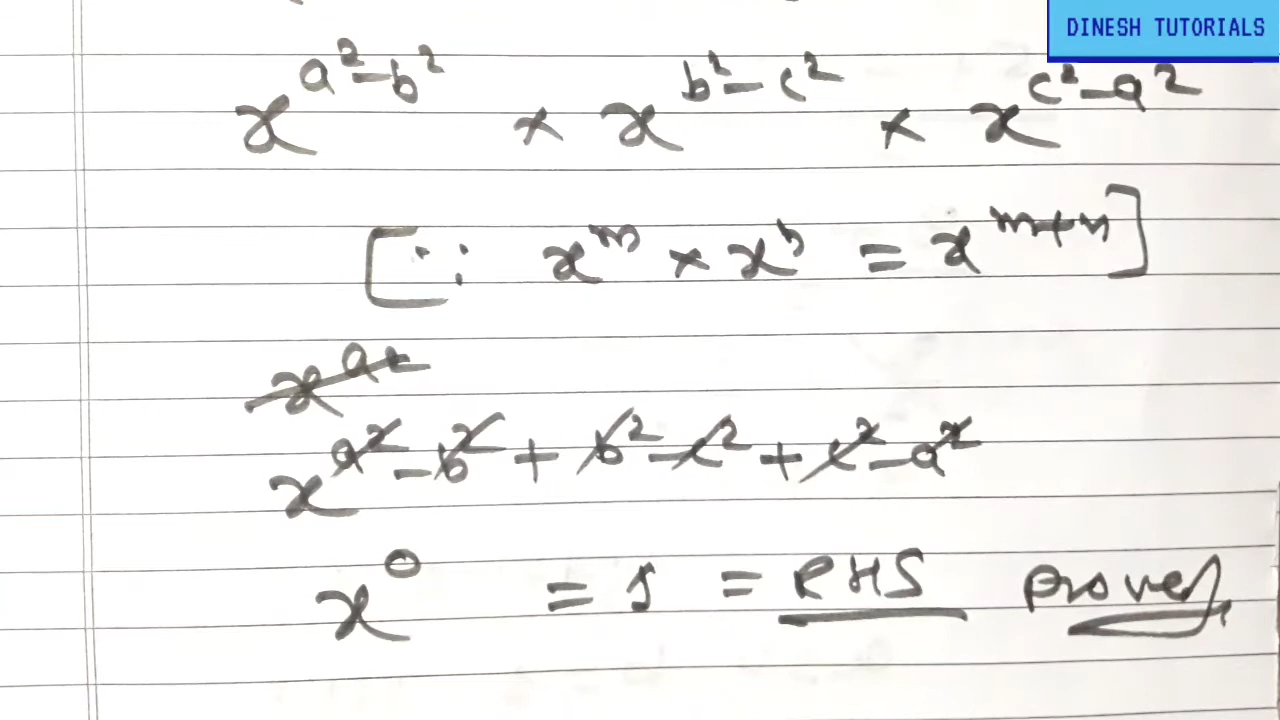 DINESH TUTORIALS
x^{a²-b²} × x^{b²-c²} × x^{c²-a²}
[∵ x^m × x^n = x^{m+n}]
x^{a²-b²+b²-c²+c²-a²}
x^0 = 1 = RHS proved